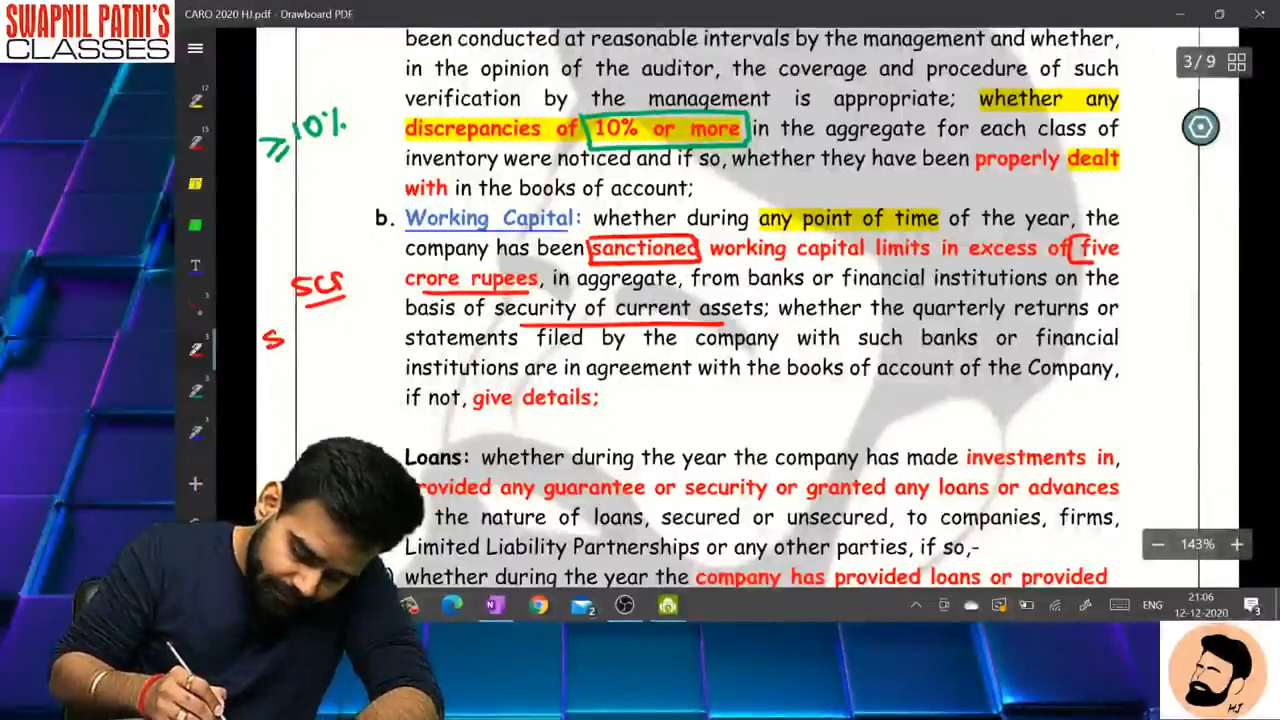 SWAPNIL PATNI'S
CLASSES
CARO 2020 HJ.pdf - Drawboard PDF
3/9
been conducted at reasonable intervals by the management and whether,
in the opinion of the auditor, the coverage and procedure of such
verification by the management is appropriate; whether any
discrepancies of 10% or more in the aggregate for each class of
inventory were noticed and if so, whether they have been properly dealt
with in the books of account;
≥10%
b. Working Capital: whether during any point of time of the year, the
company has been sanctioned working capital limits in excess of five
crore rupees, in aggregate, from banks or financial institutions on the
basis of security of current assets; whether the quarterly returns or
statements filed by the company with such banks or financial
institutions are in agreement with the books of account of the Company,
if not, give details;
5Cr
s
Loans: whether during the year the company has made investments in,
provided any guarantee or security or granted any loans or advances
the nature of loans, secured or unsecured, to companies, firms,
Limited Liability Partnerships or any other parties, if so,-
whether during the year the company has provided loans or provided
143%
ENG
21:06
12-12-2020
HJ